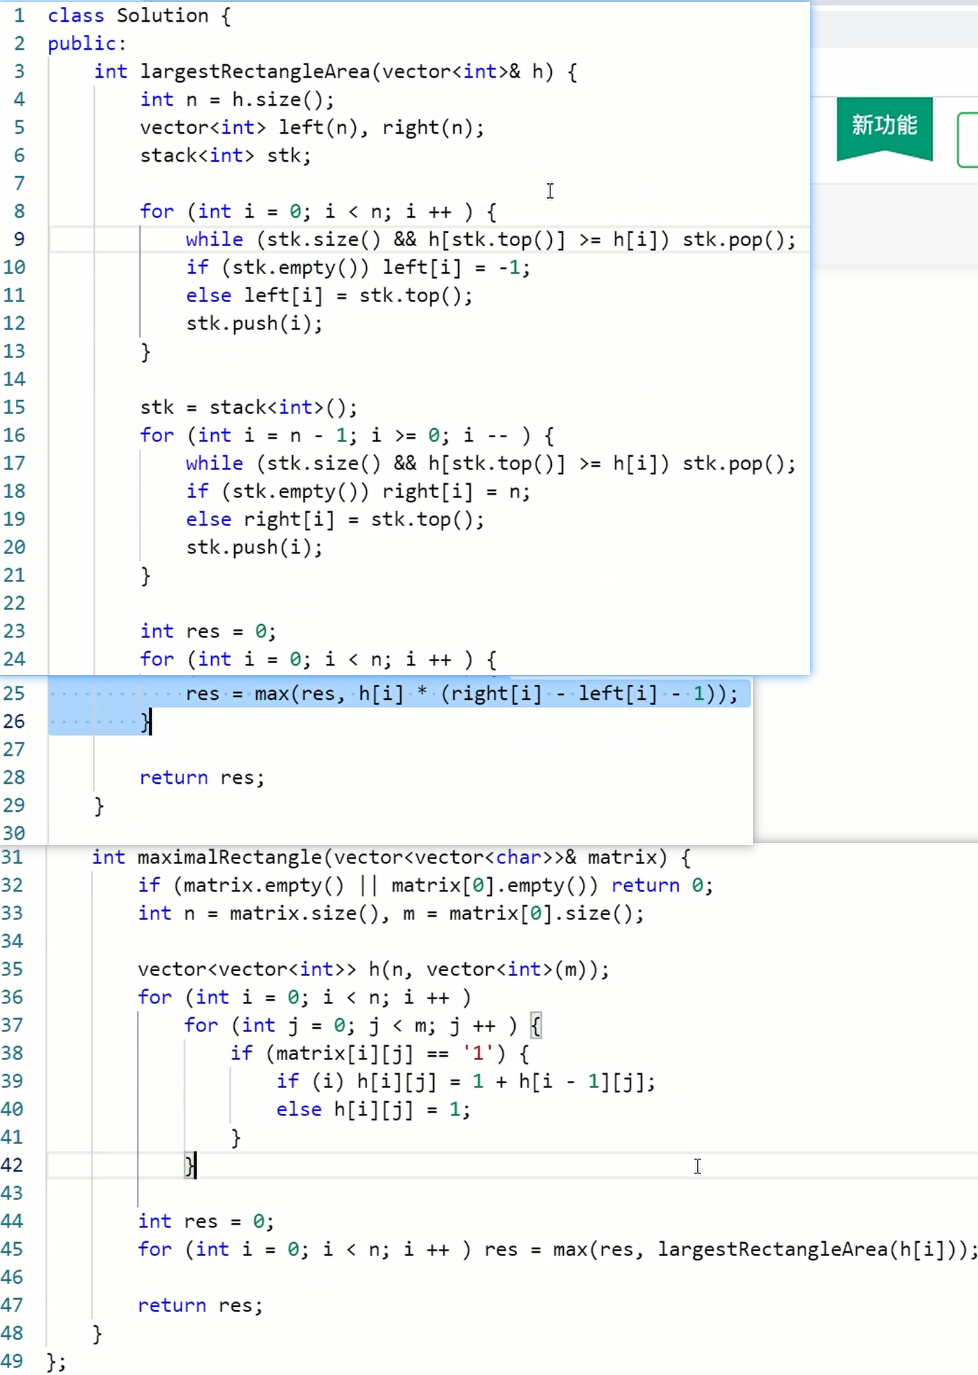 1 class Solution {
2 public:
3 int largestRectangleArea(vector<int>& h) {
4 int n = h.size();
5 vector<int> left(n), right(n);
6 stack<int> stk;
7
8 for (int i = 0; i < n; i ++ ) {
9 while (stk.size() && h[stk.top()] >= h[i]) stk.pop();
10 if (stk.empty()) left[i] = -1;
11 else left[i] = stk.top();
12 stk.push(i);
13 }
14
15 stk = stack<int>();
16 for (int i = n - 1; i >= 0; i -- ) {
17 while (stk.size() && h[stk.top()] >= h[i]) stk.pop();
18 if (stk.empty()) right[i] = n;
19 else right[i] = stk.top();
20 stk.push(i);
21 }
22
23 int res = 0;
24 for (int i = 0; i < n; i ++ ) {
25 res = max(res, h[i] * (right[i] - left[i] - 1));
26 }
27
28 return res;
29 }
30
31 int maximalRectangle(vector<vector<char>>& matrix) {
32 if (matrix.empty() || matrix[0].empty()) return 0;
33 int n = matrix.size(), m = matrix[0].size();
34
35 vector<vector<int>> h(n, vector<int>(m));
36 for (int i = 0; i < n; i ++ )
37 for (int j = 0; j < m; j ++ ) {
38 if (matrix[i][j] == '1') {
39 if (i) h[i][j] = 1 + h[i - 1][j];
40 else h[i][j] = 1;
41 }
42 }
43
44 int res = 0;
45 for (int i = 0; i < n; i ++ ) res = max(res, largestRectangleArea(h[i]));
46
47 return res;
48 }
49 };
新功能